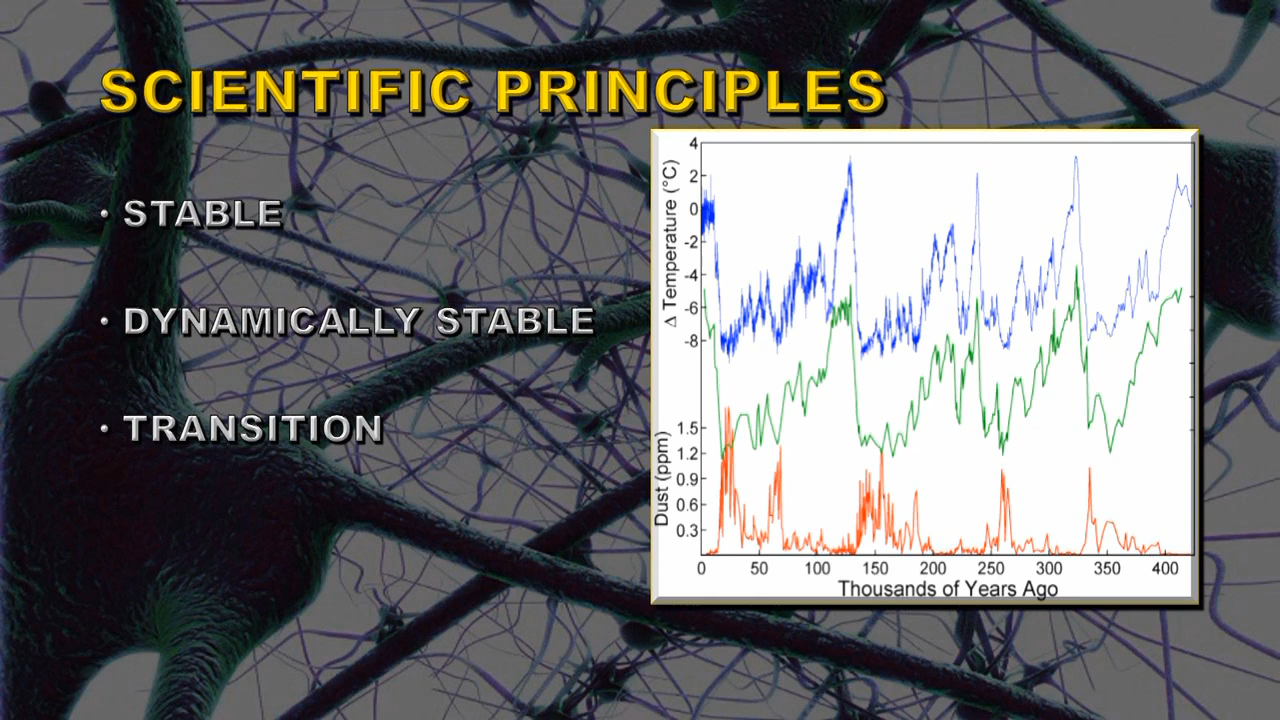 SCIENTIFIC PRINCIPLES
• STABLE
• DYNAMICALLY STABLE
• TRANSITION
Δ Temperature (°C)
4
2
0
-2
-4
-6
-8
Dust (ppm)
1.5
1.2
0.9
0.6
0.3
0 50 100 150 200 250 300 350 400
Thousands of Years Ago